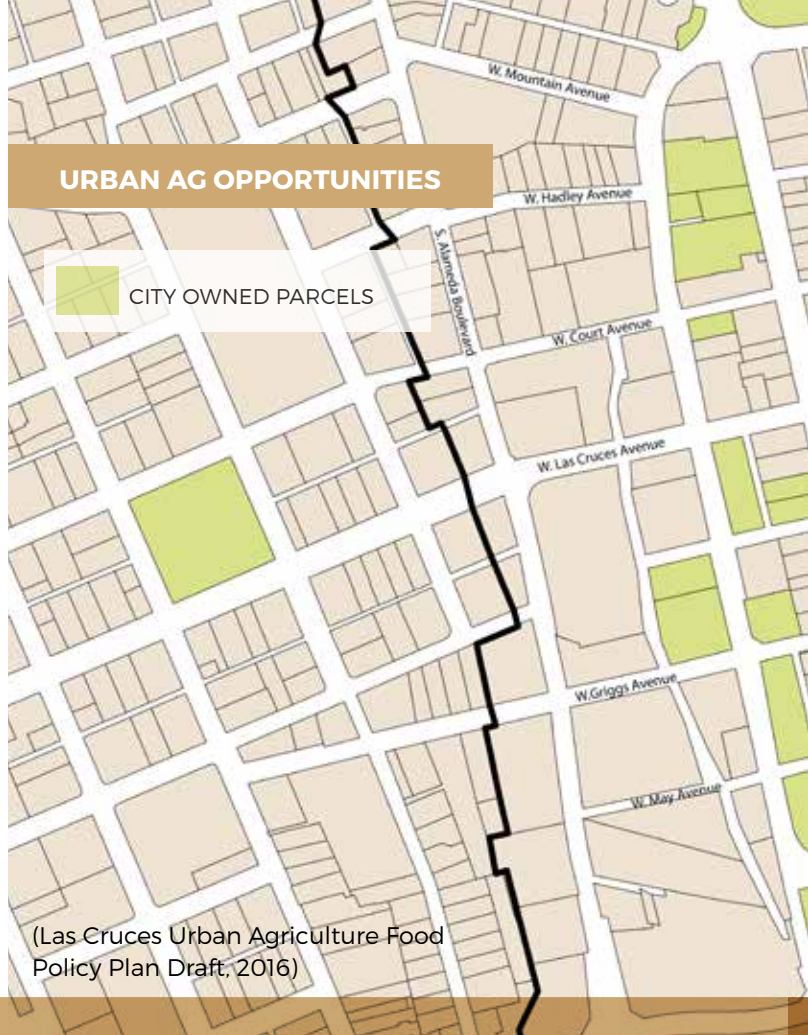 W. Mountain Avenue
URBAN AG OPPORTUNITIES
W. Hadley Avenue
S. Alameda Boulevard
CITY OWNED PARCELS
W. Court Avenue
W. Las Cruces Avenue
W.Griggs Avenue
W. May Avenue
(Las Cruces Urban Agriculture Food
Policy Plan Draft, 2016)